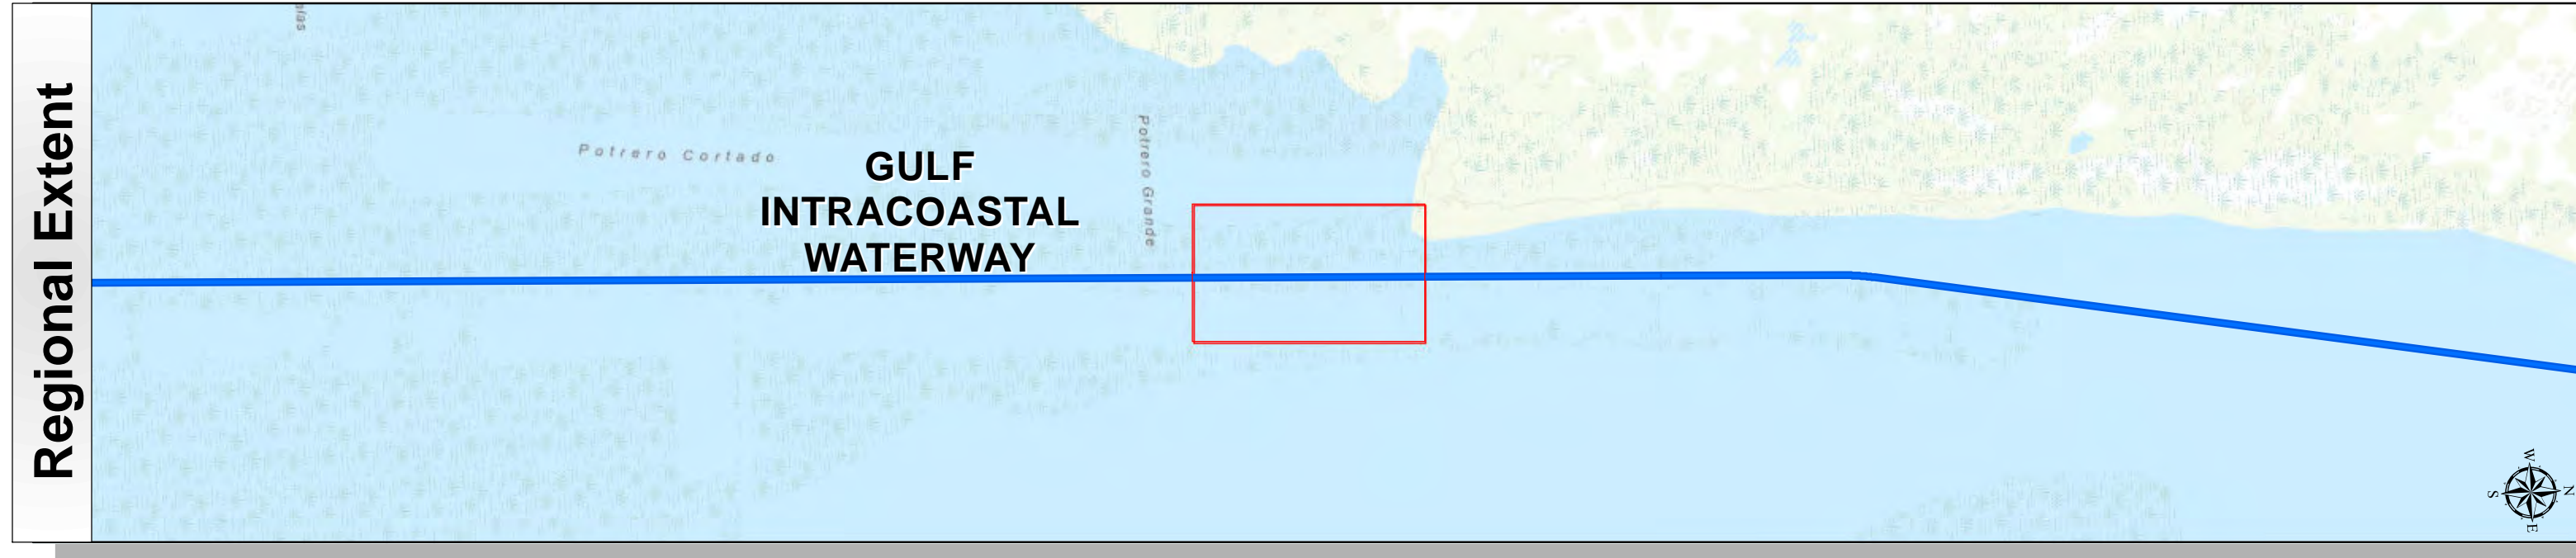 Regional Extent
Potrero Cortado
GULF
INTRACOASTAL
WATERWAY
Potrero Grande
W
S
N
E